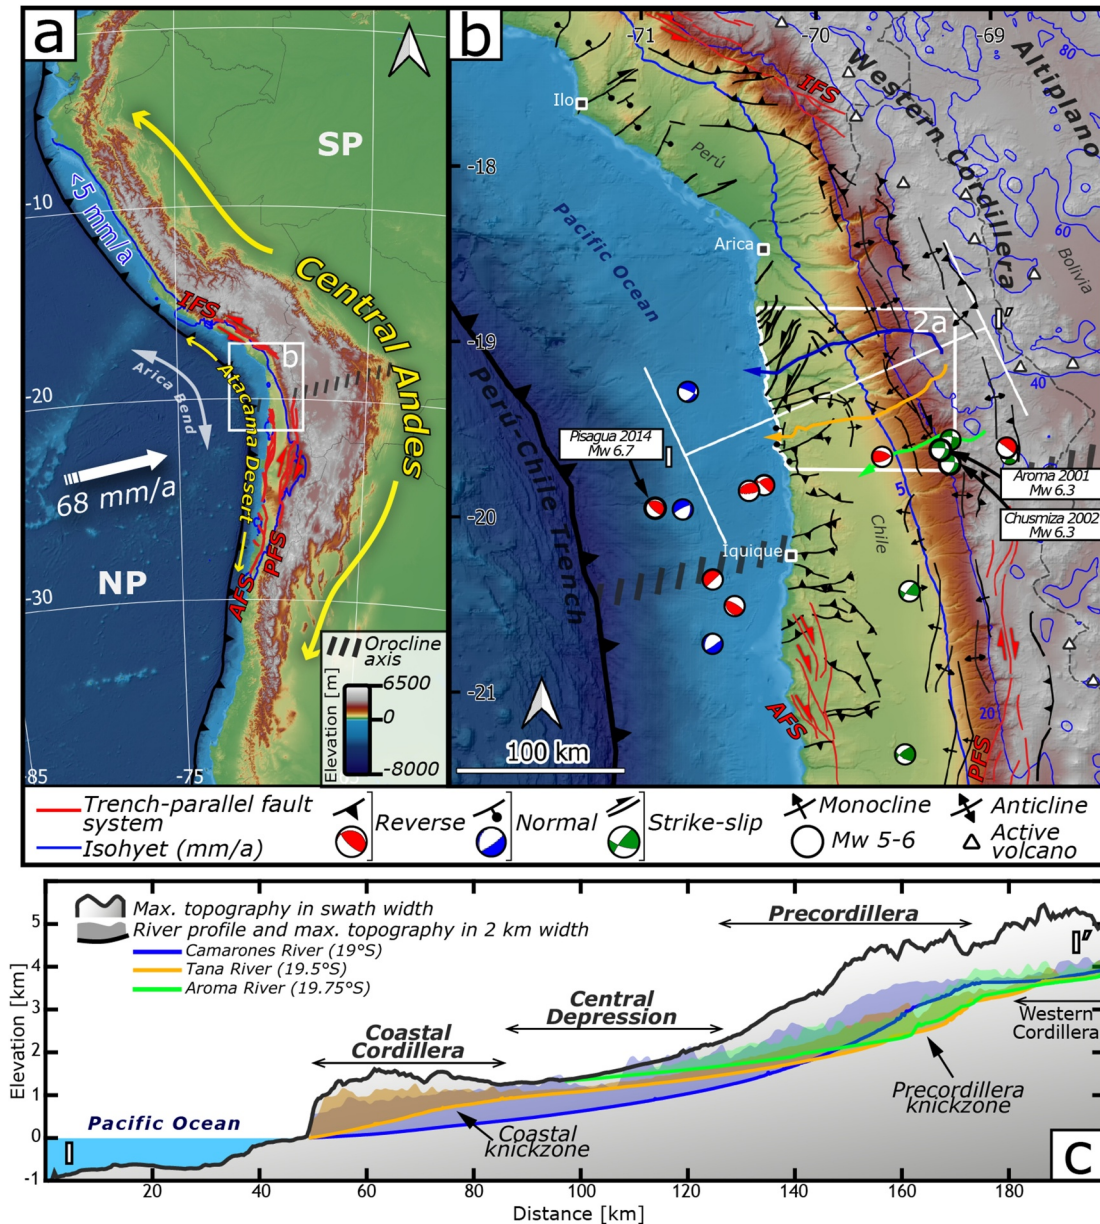 a
SP
-10
<5 mm/a
IFS
Central Andes
b
Arica Bend
Atacama Desert
-20
68 mm/a
NP
AFS
PFS
-30
-85
-75
-65
Orocline
axis
Elevation [m]
6500
0
-8000
b
-71
-70
-69
80
Altiplano
Western Cordillera
IFS
Ilo
Perú
-18
Pacific Ocean
Arica
60
Bolivia
2a
I'
-19
40
Perú-Chile Trench
Pisagua 2014
Mw 6.7
I
Aroma 2001
Mw 6.3
5
Chusmiza 2002
Mw 6.3
-20
Chile
Iquique
-21
AFS
20
PFS
100 km
Trench-parallel fault
system
Isohyet (mm/a)
Reverse
Normal
Strike-slip
Monocline
Mw 5-6
Anticline
Active
volcano
Elevation [km]
5
4
3
2
1
0
-1
Max. topography in swath width
River profile and max. topography in 2 km width
Camarones River (19°S)
Tana River (19.5°S)
Aroma River (19.75°S)
Precordillera
I'
Central
Depression
Coastal
Cordillera
Western
Cordillera
Precordillera
knickzone
Coastal
knickzone
Pacific Ocean
I
c
20
40
60
80
100
120
140
160
180
Distance [km]